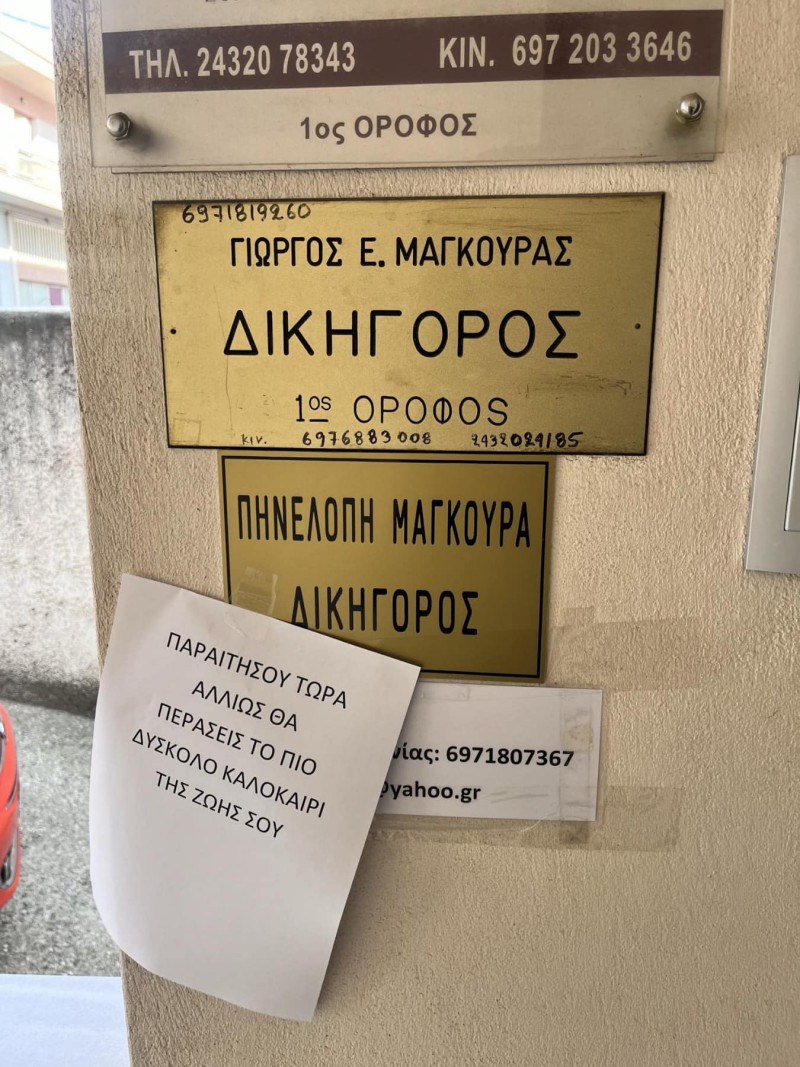 ΤΗΛ. 24320 78343 ΚΙΝ. 697 203 3646
1ος ΟΡΟΦΟΣ
6971819260
ΓΙΩΡΓΟΣ Ε. ΜΑΓΚΟΥΡΑΣ
ΔΙΚΗΓΟΡΟΣ
1ος ΟΡΟΦΟS
κιν. 6976883008 2432024185
ΠΗΝΕΛΟΠΗ ΜΑΓΚΟΥΡΑ
ΔΙΚΗΓΟΡΟΣ
ΠΑΡΑΙΤΗΣΟΥ ΤΩΡΑ
ΑΛΛΙΩΣ ΘΑ
ΠΕΡΑΣΕΙΣ ΤΟ ΠΙΟ
ΔΥΣΚΟΛΟ ΚΑΛΟΚΑΙΡΙ
ΤΗΣ ΖΩΗΣ ΣΟΥ
νίας: 6971807367
@yahoo.gr